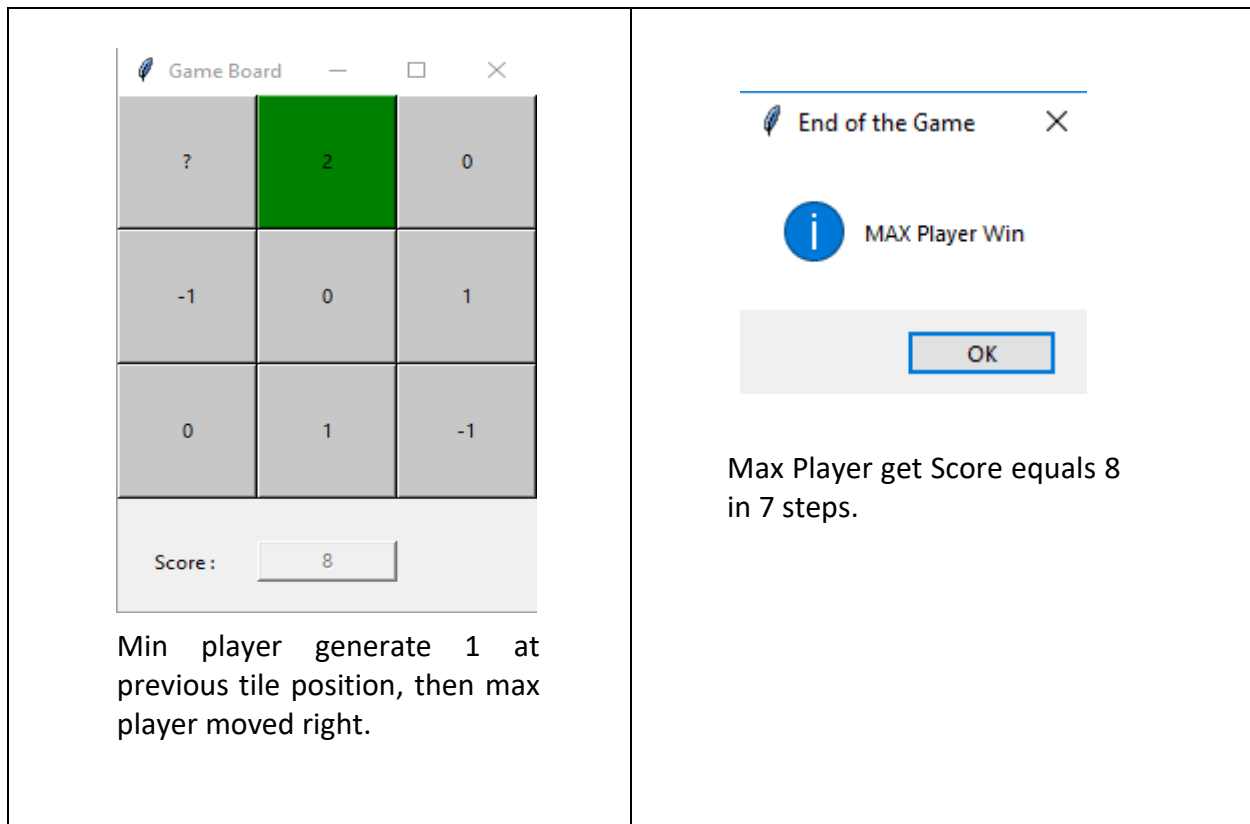 Game Board
? 2 0
-1 0 1
0 1 -1
Score: 8
Min player generate 1 at
previous tile position, then max
player moved right.
End of the Game
i MAX Player Win
OK
Max Player get Score equals 8
in 7 steps.